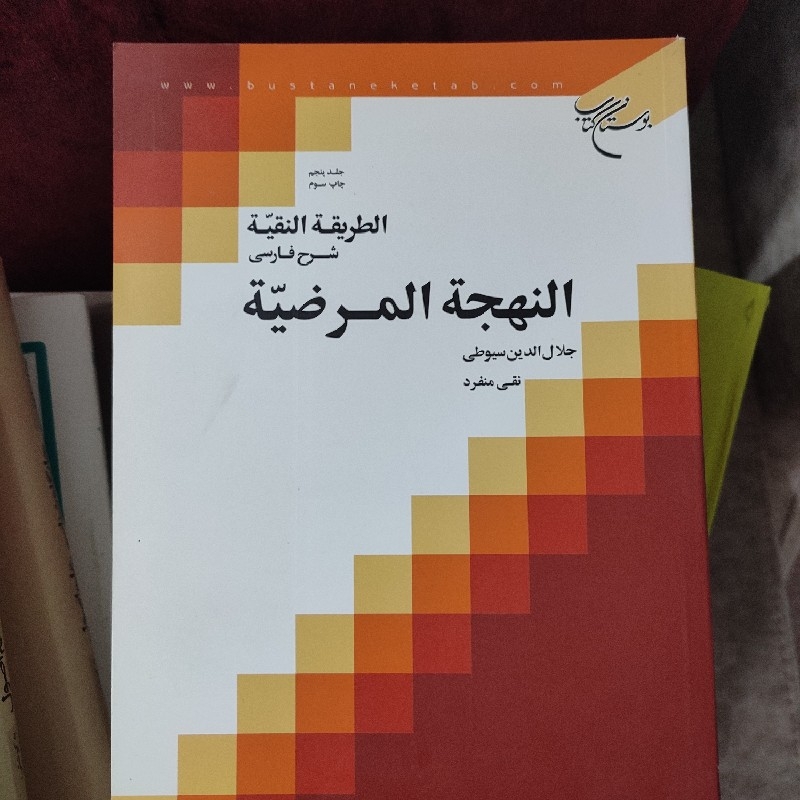 www.bustaneketab.com
بوستان کتاب
جلد پنجم
چاپ سوم
الطریقة النقیّة
شرح فارسی
النهجة المرضیّة
جلال‌الدین سیوطی
نقی منفرد